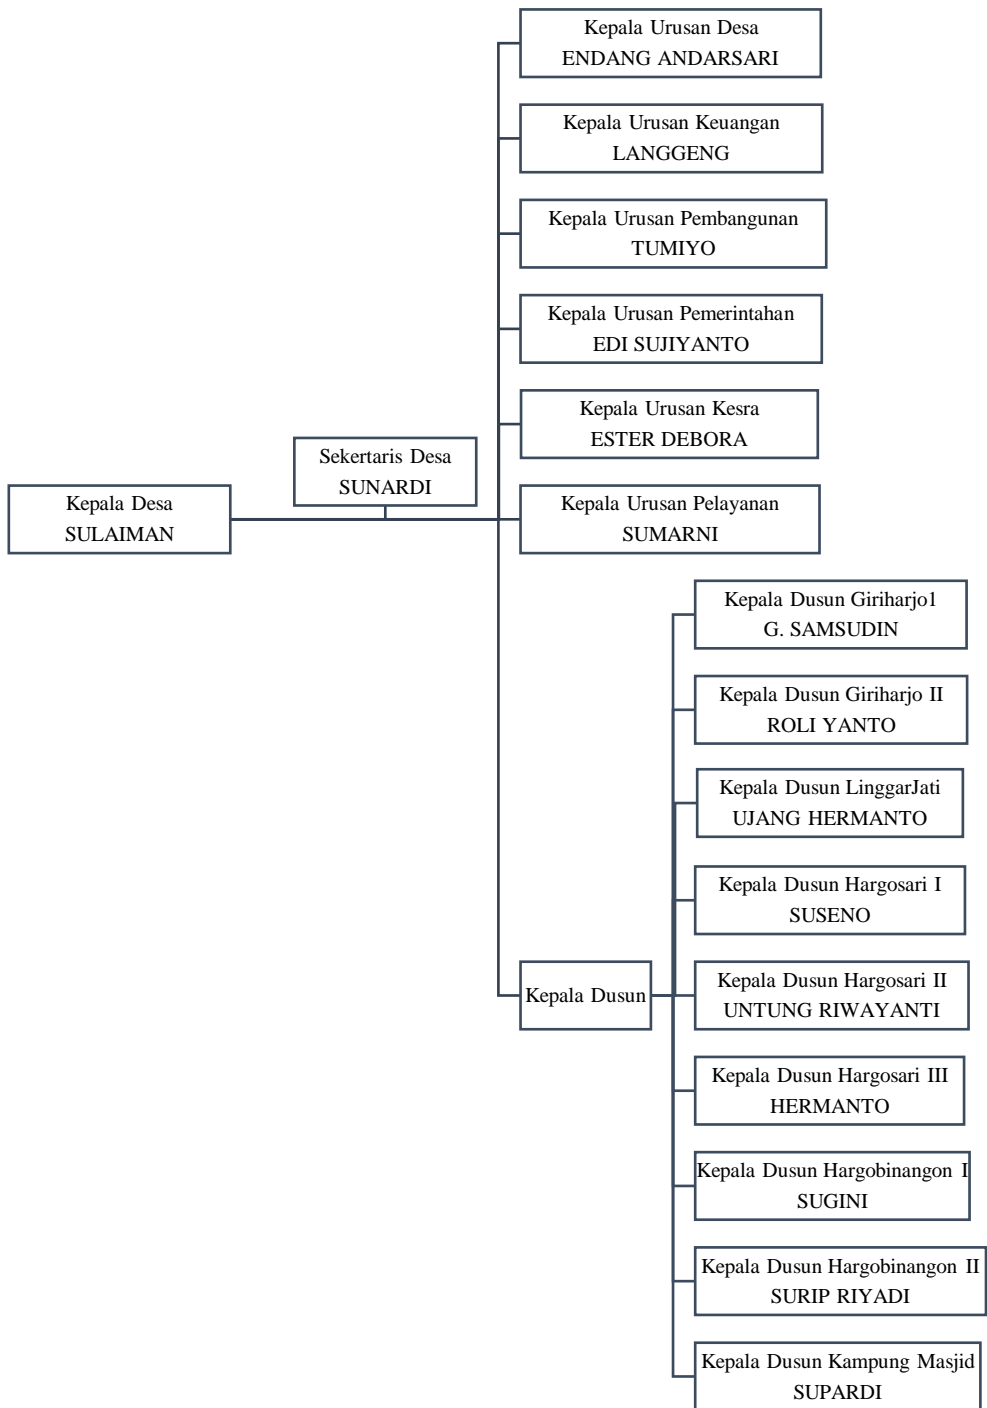 Kepala Urusan Desa
ENDANG ANDARSARI
Kepala Urusan Keuangan
LANGGENG
Kepala Urusan Pembangunan
TUMIYO
Kepala Urusan Pemerintahan
EDI SUJIYANTO
Kepala Urusan Kesra
ESTER DEBORA
Sekertaris Desa
SUNARDI
Kepala Desa
SULAIMAN
Kepala Urusan Pelayanan
SUMARNI
Kepala Dusun Giriharjo1
G. SAMSUDIN
Kepala Dusun Giriharjo II
ROLI YANTO
Kepala Dusun LinggarJati
UJANG HERMANTO
Kepala Dusun Hargosari I
SUSENO
Kepala Dusun
Kepala Dusun Hargosari II
UNTUNG RIWAYANTI
Kepala Dusun Hargosari III
HERMANTO
Kepala Dusun Hargobinangon I
SUGINI
Kepala Dusun Hargobinangon II
SURIP RIYADI
Kepala Dusun Kampung Masjid
SUPARDI